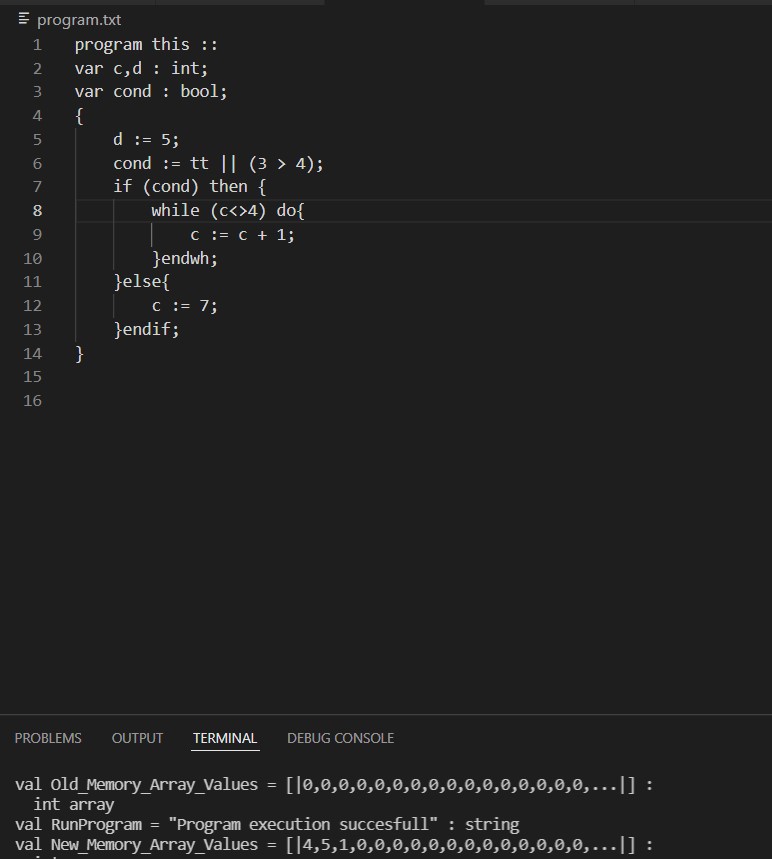 program.txt
1 program this ::
2 var c,d : int;
3 var cond : bool;
4 {
5 d := 5;
6 cond := tt || (3 > 4);
7 if (cond) then {
8 while (c<>4) do{
9 c := c + 1;
10 }endwh;
11 }else{
12 c := 7;
13 }endif;
14 }
15
16
PROBLEMS OUTPUT TERMINAL DEBUG CONSOLE
val Old_Memory_Array_Values = [|0,0,0,0,0,0,0,0,0,0,0,0,0,0,0,0,...|] :
int array
val RunProgram = "Program execution succesfull" : string
val New_Memory_Array_Values = [|4,5,1,0,0,0,0,0,0,0,0,0,0,0,0,0,...|] :